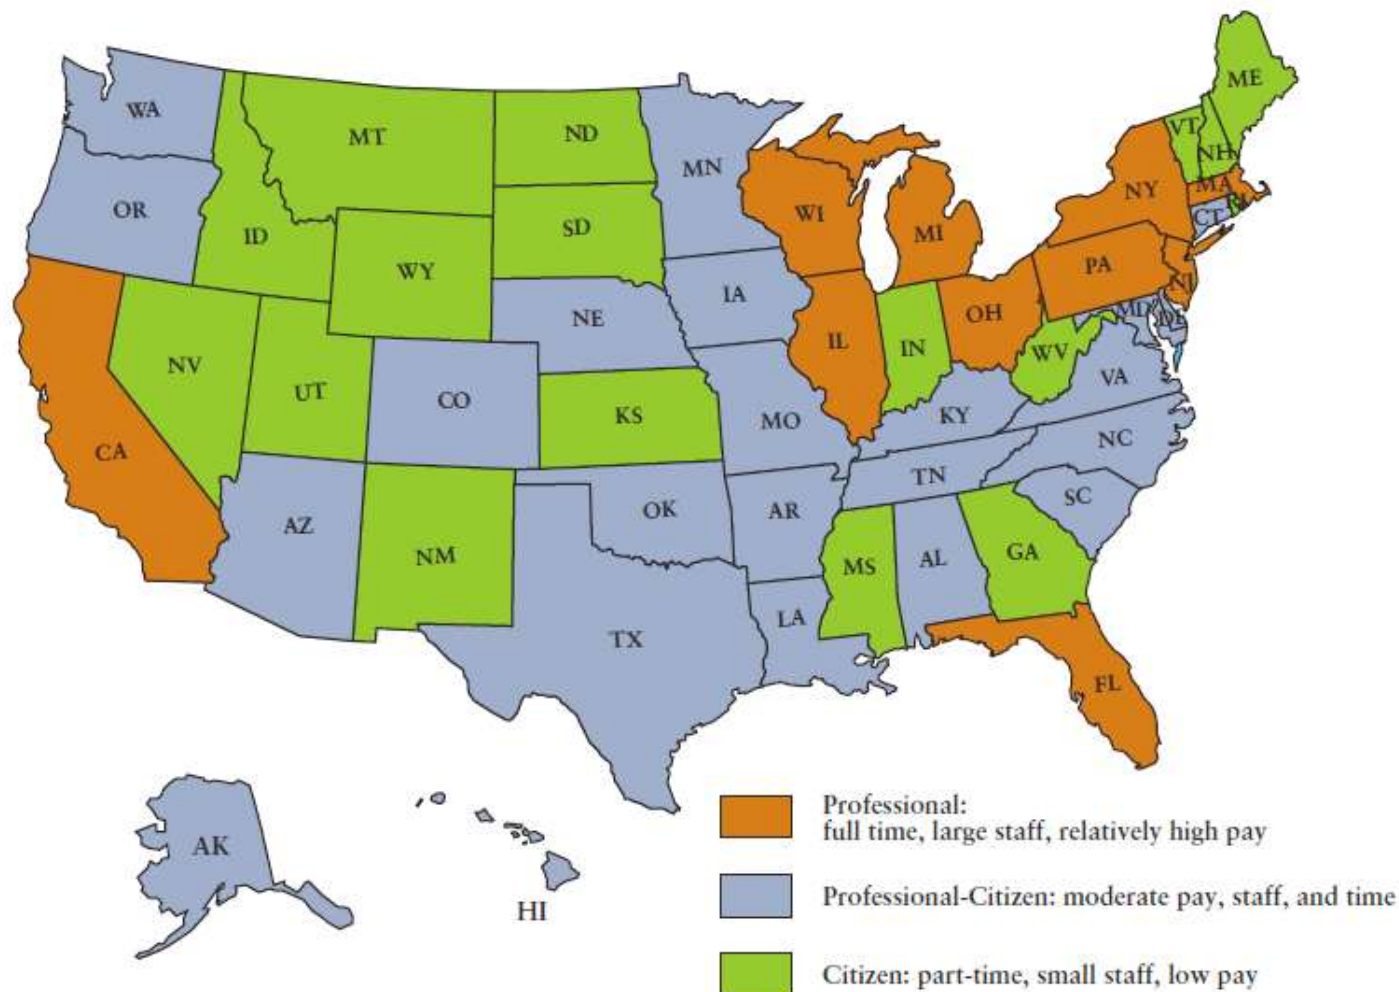 WA
MT
ND
MN
ME
VT
NH
OR
ID
SD
WI
MI
NY
MA
RI
CT
WY
IA
PA
NJ
NE
OH
MD
DE
NV
UT
CO
KS
MO
IL
IN
WV
VA
KY
CA
NC
TN
AZ
NM
OK
AR
SC
MS
AL
GA
TX
LA
FL
AK
HI
Professional:
full time, large staff, relatively high pay
Professional-Citizen: moderate pay, staff, and time
Citizen: part-time, small staff, low pay